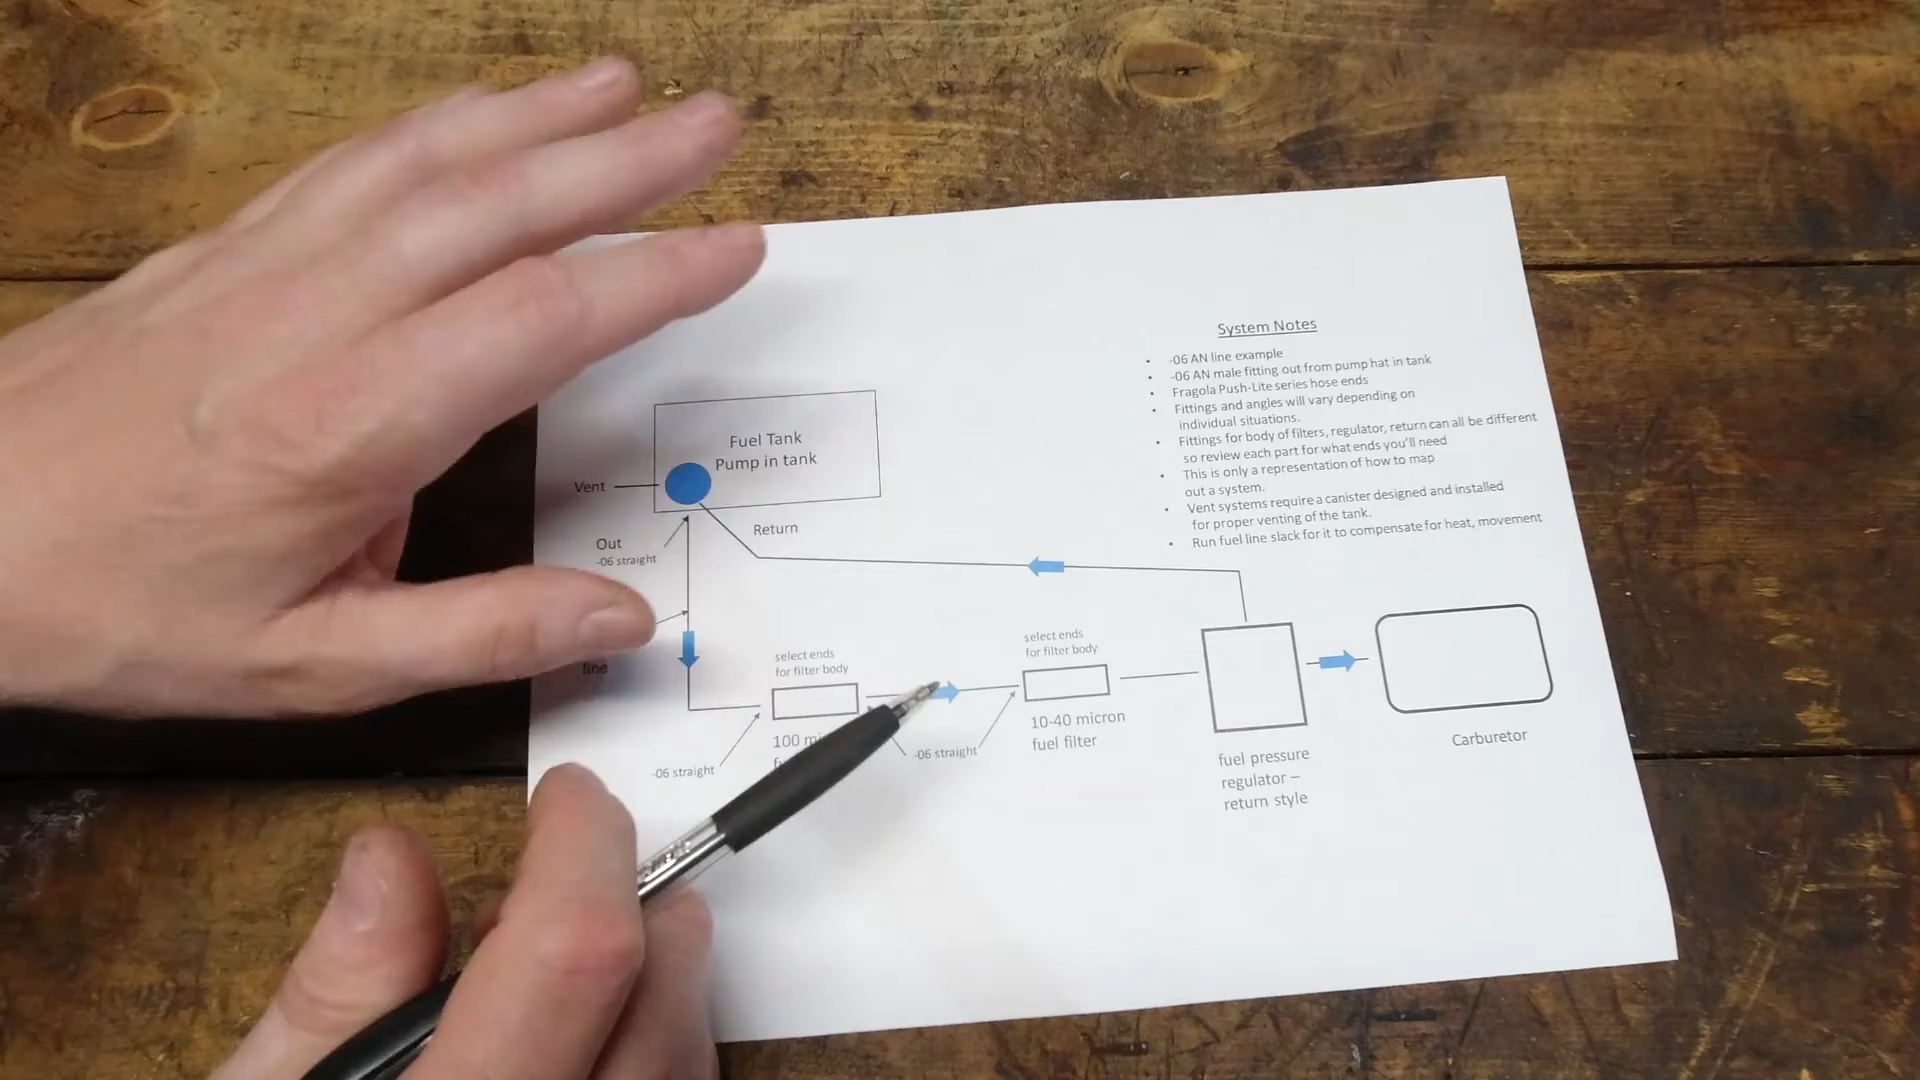 System Notes
• -06 AN line example
• -06 AN male fitting out from pump hat in tank
• Fragola Push-Lite series hose ends
• Fittings and angles will vary depending on
individual situations.
• Fittings for body of filters, regulator, return can all be different
so review each part for what ends you'll need
• This is only a representation of how to map
out a system.
• Vent systems require a canister designed and installed
for proper venting of the tank.
• Run fuel line slack for it to compensate for heat, movement
Fuel Tank
Pump in tank
Vent
Return
Out
-06 straight
line
select ends
for filter body
100
-06 straight
-06 straight
select ends
for filter body
10-40 micron
fuel filter
fuel pressure
regulator –
return style
Carburetor